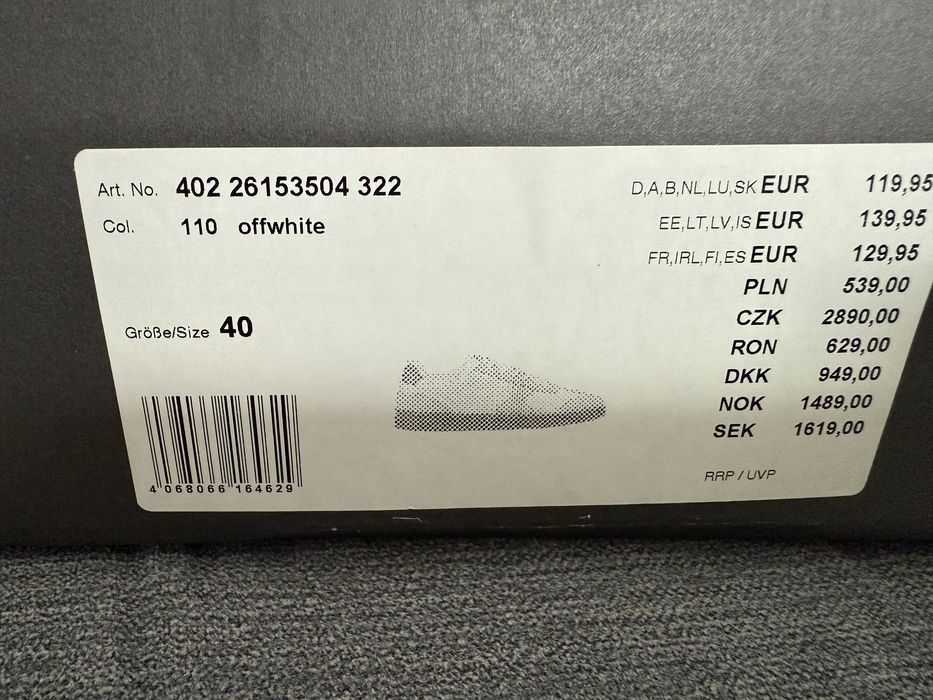 Art. No. 402 26153504 322
Col. 110 offwhite
Größe/Size 40
4 068066 164629
D,A,B,NL,LU,SK EUR 119,95
EE,LT,LV,IS EUR 139,95
FR,IRL,FI,ES EUR 129,95
PLN 539,00
CZK 2890,00
RON 629,00
DKK 949,00
NOK 1489,00
SEK 1619,00
RRP / UVP